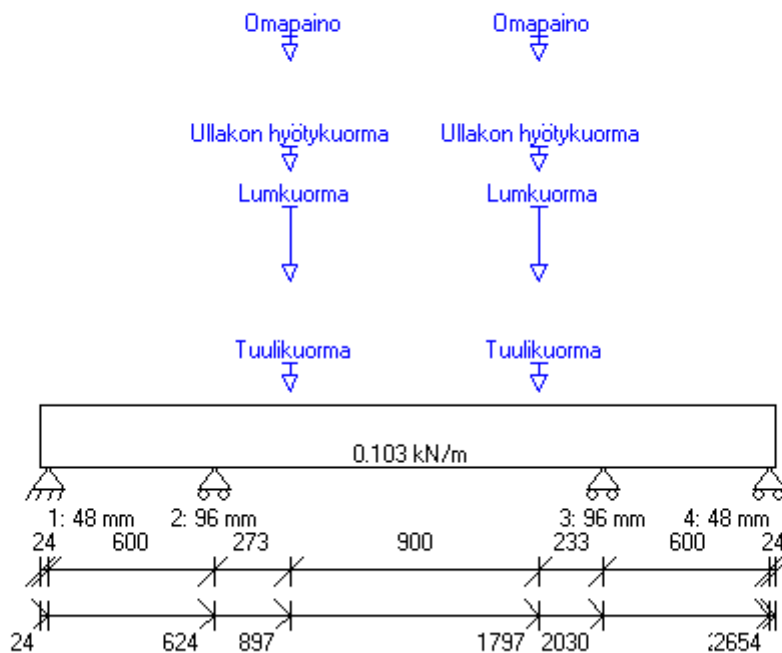 Omapaino Omapaino
Ullakon hyötykuorma Ullakon hyötykuorma
Lumkuorma Lumkuorma
Tuulikuorma Tuulikuorma
0.103 kN/m
1: 48 mm 2: 96 mm 3: 96 mm 4: 48 mm
24 600 273 900 233 600 24
24 624 897 1797 2030 2654